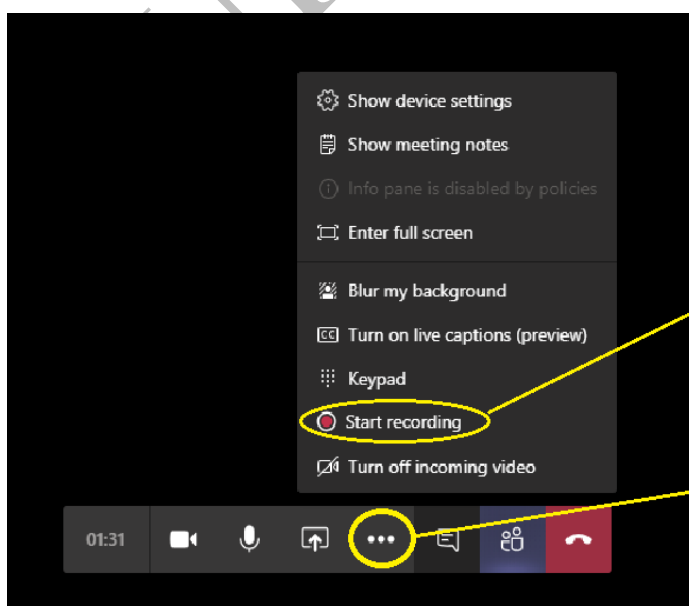 Show device settings
Show meeting notes
Info pane is disabled by policies
Enter full screen
Blur my background
CC Turn on live captions (preview)
Keypad
Start recording
Turn off incoming video
01:31